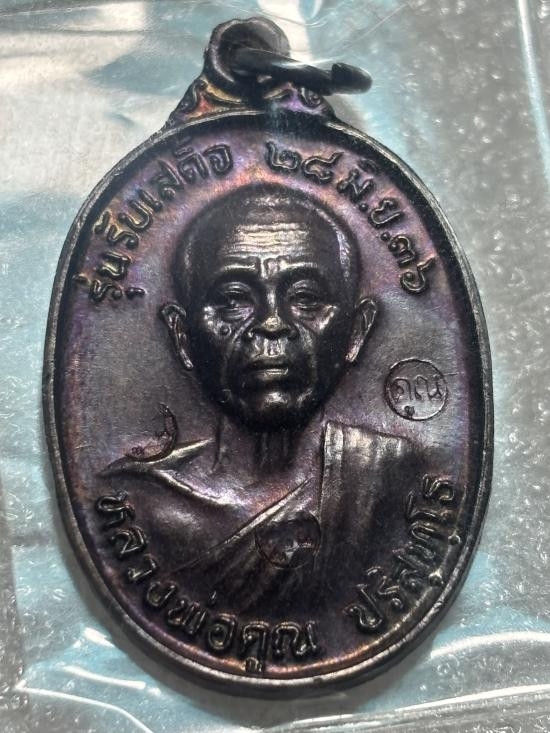 รุ่นรับเสด็จ ๒๘ มิ.ย.๓๖
คูณ
หลวงพ่อคูณ ปริสุทฺโธ